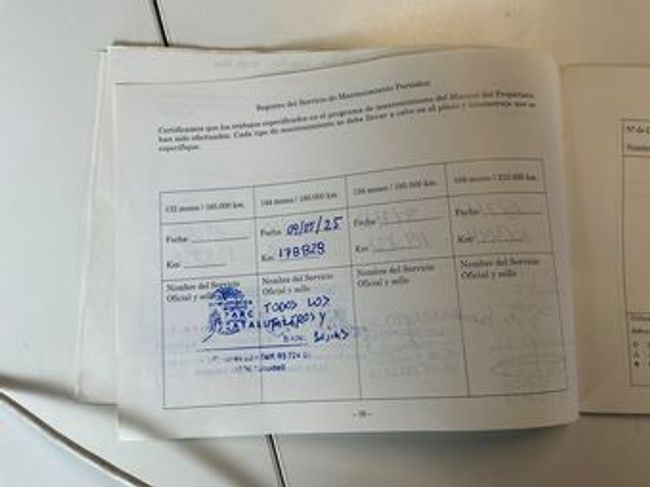 Registro del Servicio de Mantenimiento Periódico
Certificamos que los trabajos especificados en el programa de mantenimiento del Manual del Propietario,
han sido efectuados. Cada tipo de mantenimiento se debe llevar a cabo en el plazo o kilometraje que se
especifique.
132 meses / 165.000 km.
144 meses / 180.000 km.
156 meses / 195.000 km.
168 meses / 210.000 km.
Fecha
Fecha 09/05/25
Fecha
Fecha
Km
Km 178828
Km
Km
Nombre del Servicio
Oficial y sello
Nombre del Servicio
Oficial y sello
Nombre del Servicio
Oficial y sello
Nombre del Servicio
Oficial y sello
PARC
TODOS LOS
Y